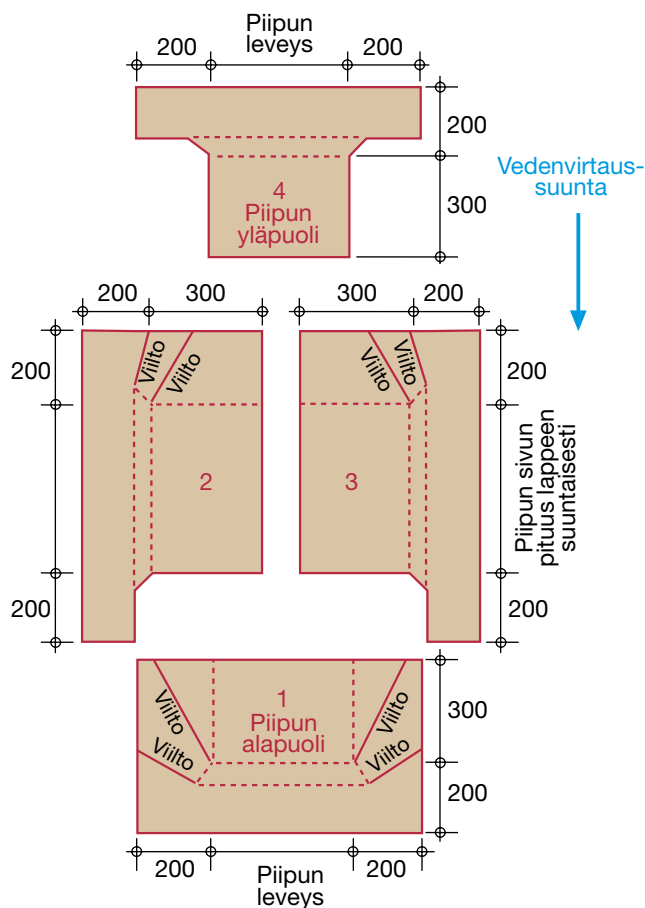 Piipun
leveys
200
200
200
300
4
Piipun
yläpuoli
Vedenvirtaus-
suunta
200
300
300
200
200
Viilto
Viilto
Viilto
Viilto
200
2
3
Piipun sivun
pituus lappeen
suuntaisesti
200
200
1
Piipun
alapuoli
Viilto
Viilto
Viilto
Viilto
300
200
200
Piipun
leveys
200